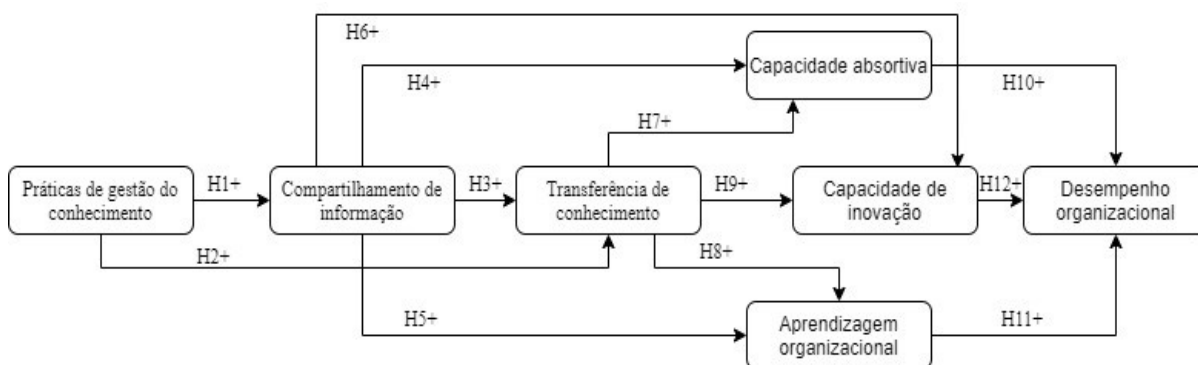 H6+
Capacidade absortiva
H4+
H10+
H7+
Práticas de gestão do
conhecimento
H1+
Compartilhamento de
informação
H3+
Transferência de
conhecimento
H9+
Capacidade de
inovação
H12+
Desempenho
organizacional
H2+
H8+
H5+
Aprendizagem
organizacional
H11+